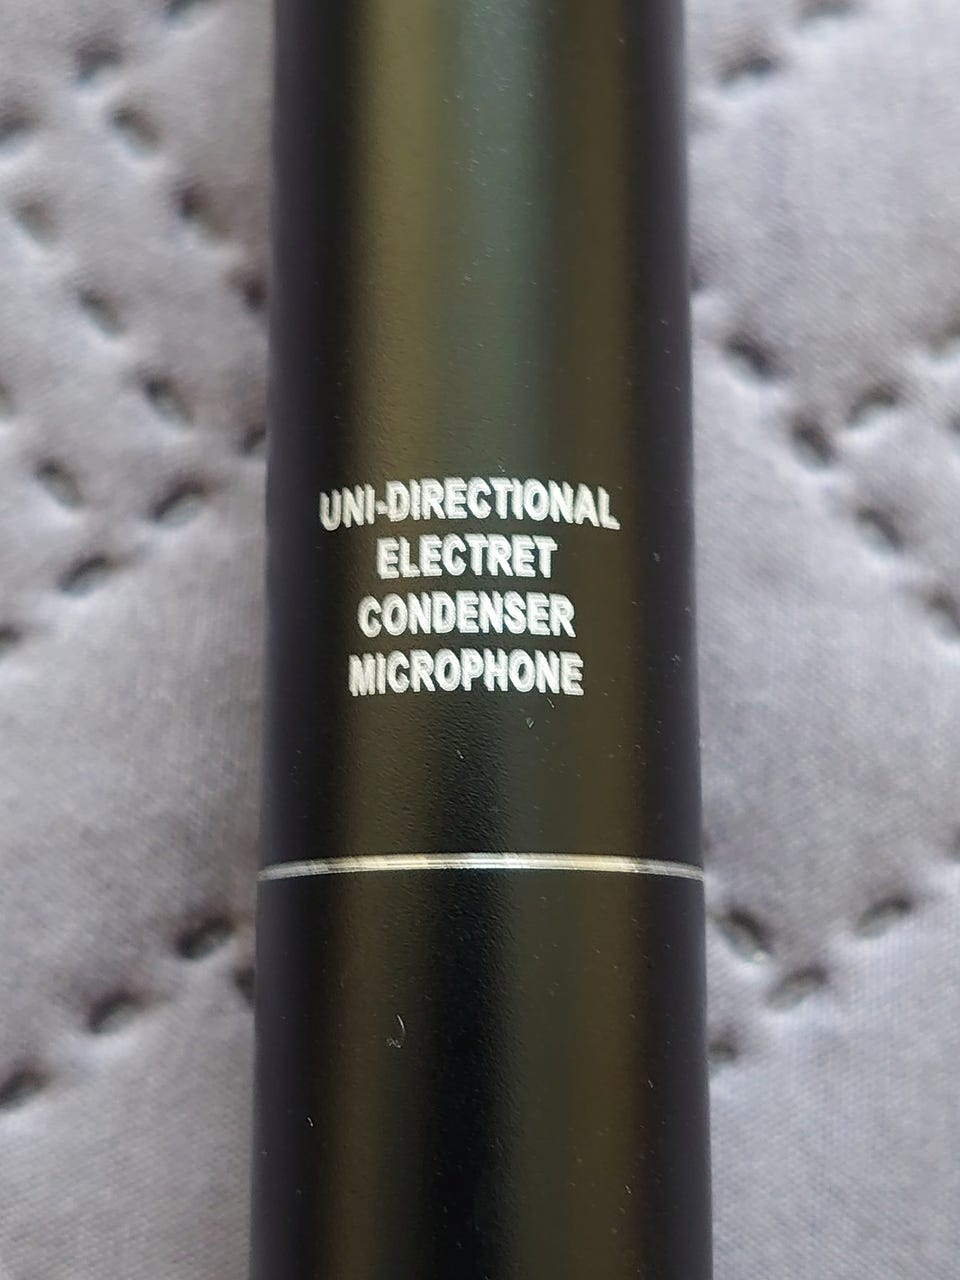 UNI-DIRECTIONAL
ELECTRET
CONDENSER
MICROPHONE